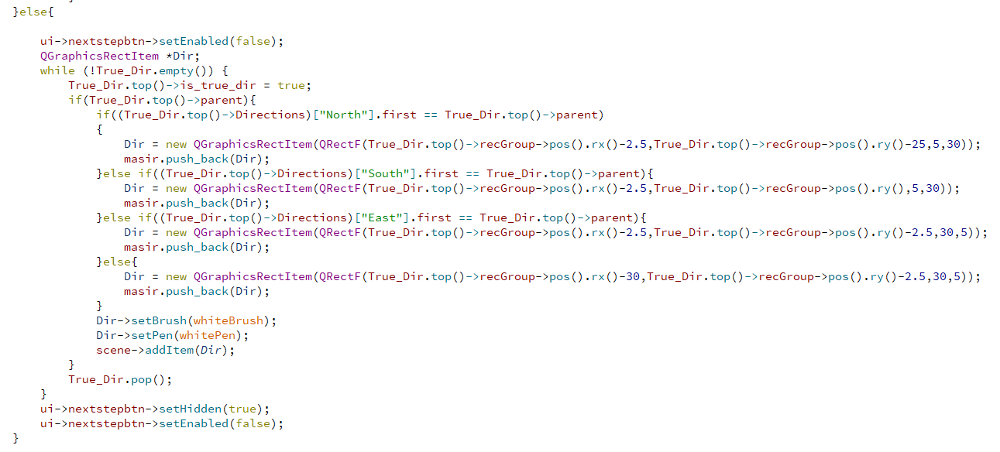 }else{
ui->nextstepbtn->setEnabled(false);
QGraphicsRectItem *Dir;
while (!True_Dir.empty()) {
True_Dir.top()->is_true_dir = true;
if(True_Dir.top()->parent){
if((True_Dir.top()->Directions)["North"].first == True_Dir.top()->parent)
{
Dir = new QGraphicsRectItem(QRectF(True_Dir.top()->recGroup->pos().rx()-2.5,True_Dir.top()->recGroup->pos().ry()-25,5,30));
masir.push_back(Dir);
}else if((True_Dir.top()->Directions)["South"].first == True_Dir.top()->parent){
Dir = new QGraphicsRectItem(QRectF(True_Dir.top()->recGroup->pos().rx()-2.5,True_Dir.top()->recGroup->pos().ry(),5,30));
masir.push_back(Dir);
}else if((True_Dir.top()->Directions)["East"].first == True_Dir.top()->parent){
Dir = new QGraphicsRectItem(QRectF(True_Dir.top()->recGroup->pos().rx()-2.5,True_Dir.top()->recGroup->pos().ry()-2.5,30,5));
masir.push_back(Dir);
}else{
Dir = new QGraphicsRectItem(QRectF(True_Dir.top()->recGroup->pos().rx()-30,True_Dir.top()->recGroup->pos().ry()-2.5,30,5));
masir.push_back(Dir);
}
Dir->setBrush(whiteBrush);
Dir->setPen(whitePen);
scene->addItem(Dir);
}
True_Dir.pop();
}
ui->nextstepbtn->setHidden(true);
ui->nextstepbtn->setEnabled(false);
}